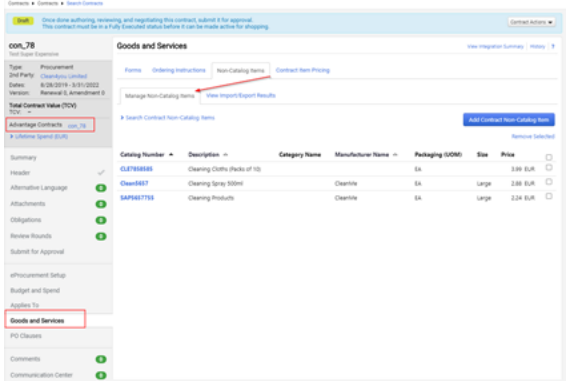 Contracts ▸ Contracts ▸ Search Contracts
Draft
Once done authoring, reviewing, and negotiating this contract, submit it for approval.
This contract must be in a Fully Executed status before it can be made active for shopping.
Contract Actions
con_78
Test Super Expensive
Type: Procurement
2nd Party: Clean4you Limited
Dates: 6/28/2019 - 3/31/2022
Version: Renewal 0, Amendment 0
Total Contract Value (TCV)
TCV:
Advantage Contracts con_78
Lifetime Spend (EUR)
Summary
Header
Alternative Language 0
Attachments 0
Obligations 0
Review Rounds 0
Submit for Approval
eProcurement Setup
Budget and Spend
Applies To
Goods and Services
PO Clauses
Comments 0
Communication Center 0
Goods and Services
View Integration Summary | History | ?
Forms Ordering Instructions Non-Catalog Items Contract Item Pricing
Manage Non-Catalog Items View Import/Export Results
Search Contract Non-Catalog Items
Add Contract Non-Catalog Item
Remove Selected
Catalog Number Description Category Name Manufacturer Name Packaging (UOM) Size Price
CLE7858585 Cleaning Cloths (Packs of 10) EA 3.99 EUR
Clean5657 Cleaning Spray 500ml CleanMe EA Large 2.88 EUR
SAP5657755 Cleaning Products CleanMe EA Large 2.24 EUR